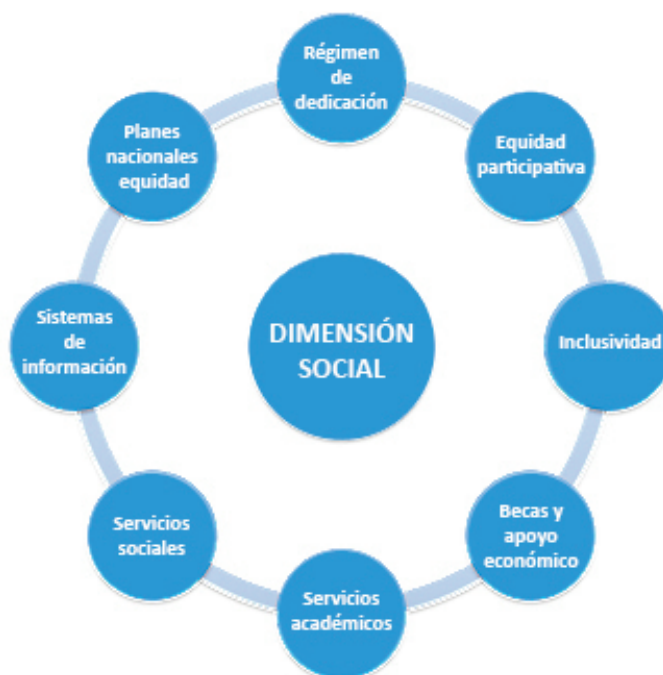 Régimen
de
dedicación
Equidad
participativa
Inclusividad
Becas y
apoyo
económico
Servicios
académicos
Servicios
sociales
Sistemas
de
información
Planes
nacionales
equidad
DIMENSIÓN
SOCIAL